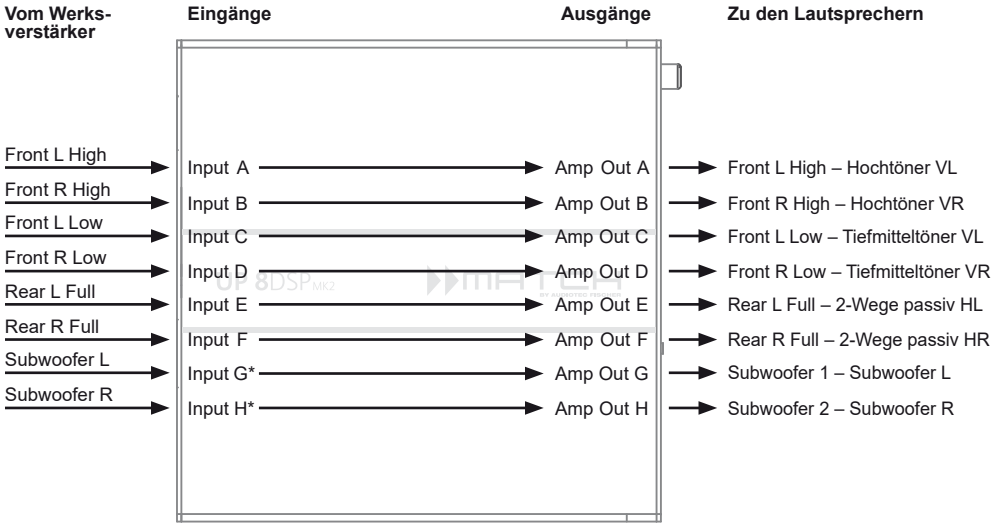 Vom Werks-
verstärker
Eingänge
Ausgänge
Zu den Lautsprechern
Front L High
Input A
Amp Out A
Front L High – Hochtöner VL
Front R High
Input B
Amp Out B
Front R High – Hochtöner VR
Front L Low
Input C
Amp Out C
Front L Low – Tiefmitteltöner VL
Front R Low
Input D
Amp Out D
Front R Low – Tiefmitteltöner VR
UP 8DSP MK2
MATCH
Rear L Full
Input E
Amp Out E
Rear L Full – 2-Wege passiv HL
Rear R Full
Input F
Amp Out F
Rear R Full – 2-Wege passiv HR
Subwoofer L
Input G*
Amp Out G
Subwoofer 1 – Subwoofer L
Subwoofer R
Input H*
Amp Out H
Subwoofer 2 – Subwoofer R